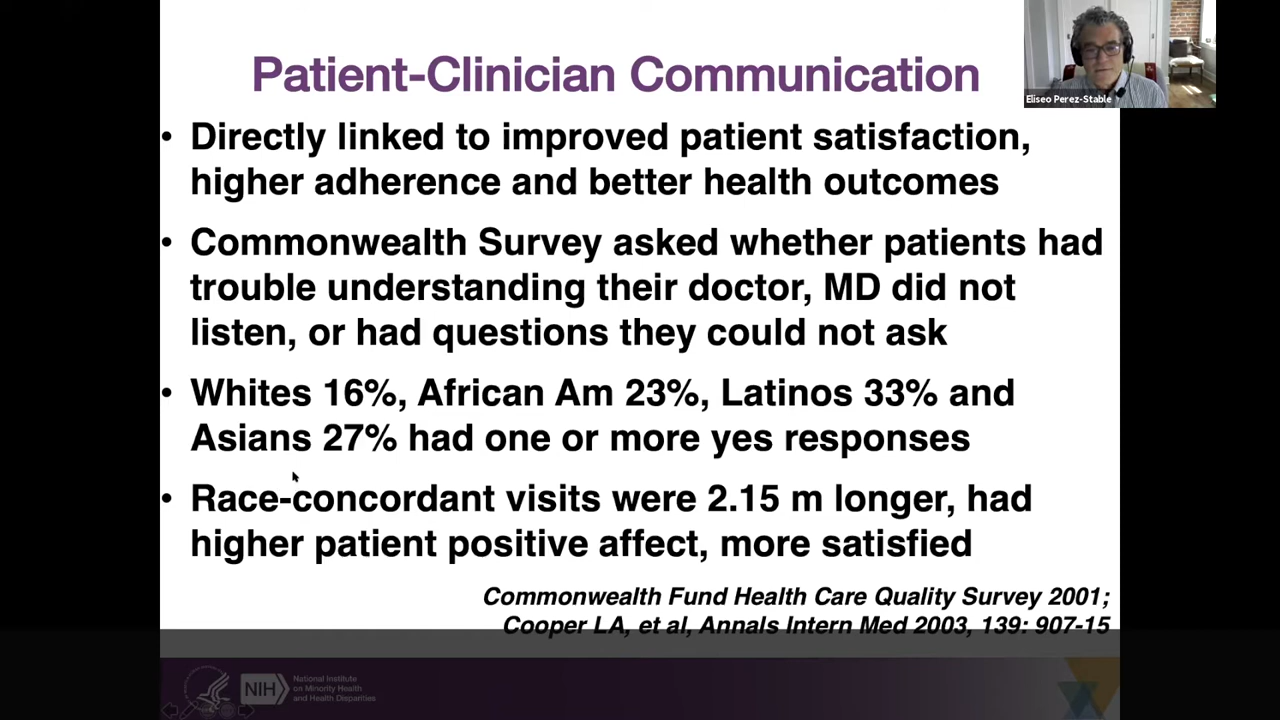 Patient-Clinician Communication
Eliseo Perez-Stable
• Directly linked to improved patient satisfaction,
higher adherence and better health outcomes
• Commonwealth Survey asked whether patients had
trouble understanding their doctor, MD did not
listen, or had questions they could not ask
• Whites 16%, African Am 23%, Latinos 33% and
Asians 27% had one or more yes responses
• Race-concordant visits were 2.15 m longer, had
higher patient positive affect, more satisfied
Commonwealth Fund Health Care Quality Survey 2001;
Cooper LA, et al, Annals Intern Med 2003, 139: 907-15
NIH
National Institute
on Minority Health
and Health Disparities